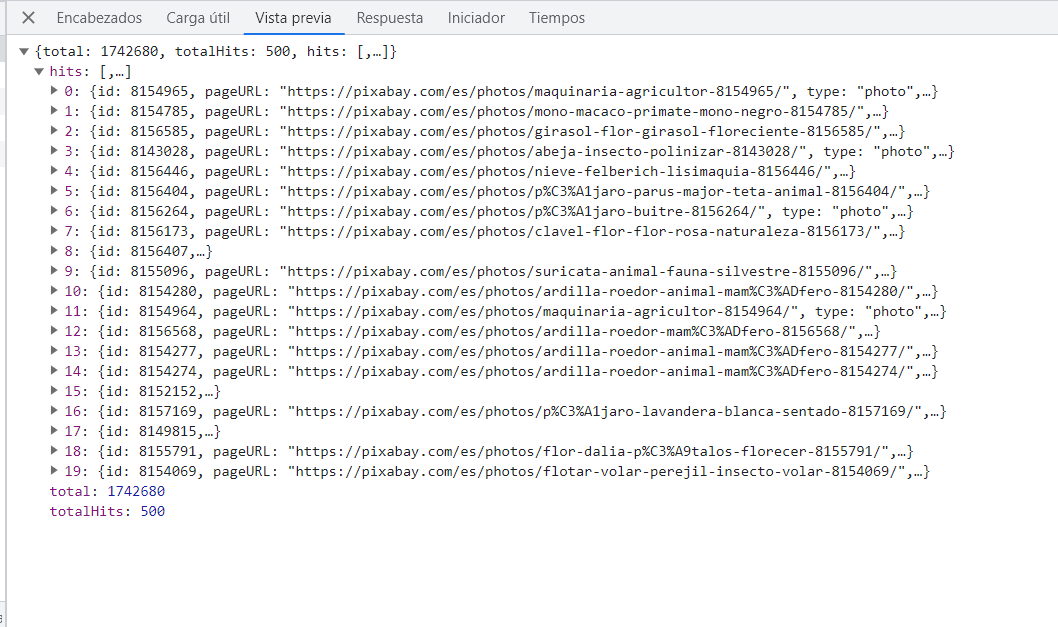 Encabezados Carga útil Vista previa Respuesta Iniciador Tiempos
{total: 1742680, totalHits: 500, hits: [,…]}
hits: [,…]
0: {id: 8154965, pageURL: "https://pixabay.com/es/photos/maquinaria-agricultor-8154965/", type: "photo",…}
1: {id: 8154785, pageURL: "https://pixabay.com/es/photos/mono-macaco-primate-mono-negro-8154785/",…}
2: {id: 8156585, pageURL: "https://pixabay.com/es/photos/girasol-flor-girasol-floreciente-8156585/",…}
3: {id: 8143028, pageURL: "https://pixabay.com/es/photos/abeja-insecto-polinizar-8143028/", type: "photo",…}
4: {id: 8156446, pageURL: "https://pixabay.com/es/photos/nieve-felberich-lisimaquia-8156446/",…}
5: {id: 8156404, pageURL: "https://pixabay.com/es/photos/p%C3%A1jaro-parus-major-teta-animal-8156404/",…}
6: {id: 8156264, pageURL: "https://pixabay.com/es/photos/p%C3%A1jaro-buitre-8156264/", type: "photo",…}
7: {id: 8156173, pageURL: "https://pixabay.com/es/photos/clavel-flor-flor-rosa-naturaleza-8156173/",…}
8: {id: 8156407,…}
9: {id: 8155096, pageURL: "https://pixabay.com/es/photos/suricata-animal-fauna-silvestre-8155096/",…}
10: {id: 8154280, pageURL: "https://pixabay.com/es/photos/ardilla-roedor-animal-mam%C3%ADfero-8154280/",…}
11: {id: 8154964, pageURL: "https://pixabay.com/es/photos/maquinaria-agricultor-8154964/", type: "photo",…}
12: {id: 8156568, pageURL: "https://pixabay.com/es/photos/ardilla-roedor-mam%C3%ADfero-8156568/",…}
13: {id: 8154277, pageURL: "https://pixabay.com/es/photos/ardilla-roedor-animal-mam%C3%ADfero-8154277/",…}
14: {id: 8154274, pageURL: "https://pixabay.com/es/photos/ardilla-roedor-animal-mam%C3%ADfero-8154274/",…}
15: {id: 8152152,…}
16: {id: 8157169, pageURL: "https://pixabay.com/es/photos/p%C3%A1jaro-lavandera-blanca-sentado-8157169/",…}
17: {id: 8149815,…}
18: {id: 8155791, pageURL: "https://pixabay.com/es/photos/flor-dalia-p%C3%A9talos-florecer-8155791/",…}
19: {id: 8154069, pageURL: "https://pixabay.com/es/photos/flotar-volar-perejil-insecto-volar-8154069/",…}
total: 1742680
totalHits: 500